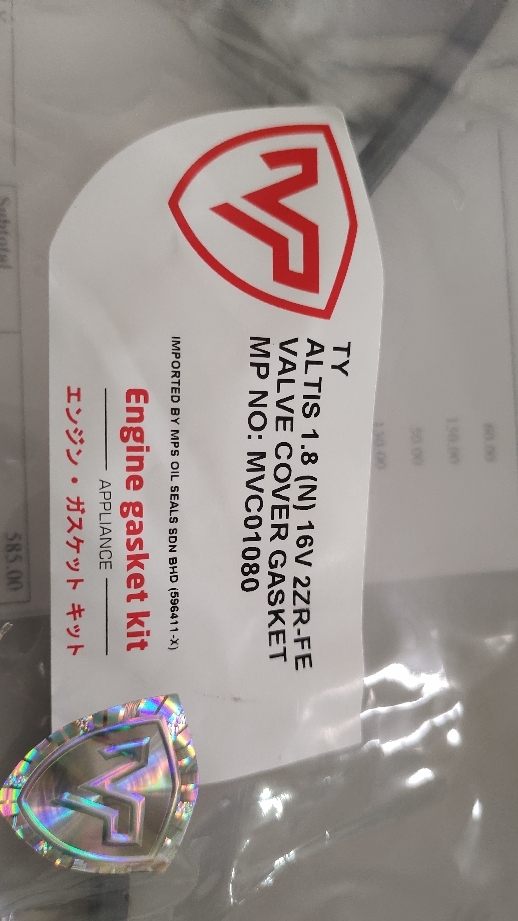 TY
ALTIS 1.8 (N) 16V 2ZR-FE
VALVE COVER GASKET
MP NO: MVC01080
IMPORTED BY MPS OIL SEALS SDN BHD (596411-X)
Engine gasket kit
APPLIANCE
エンジン・ガスケット キット
Subtotal
585.00
60.00
150.00
50.00
150.00